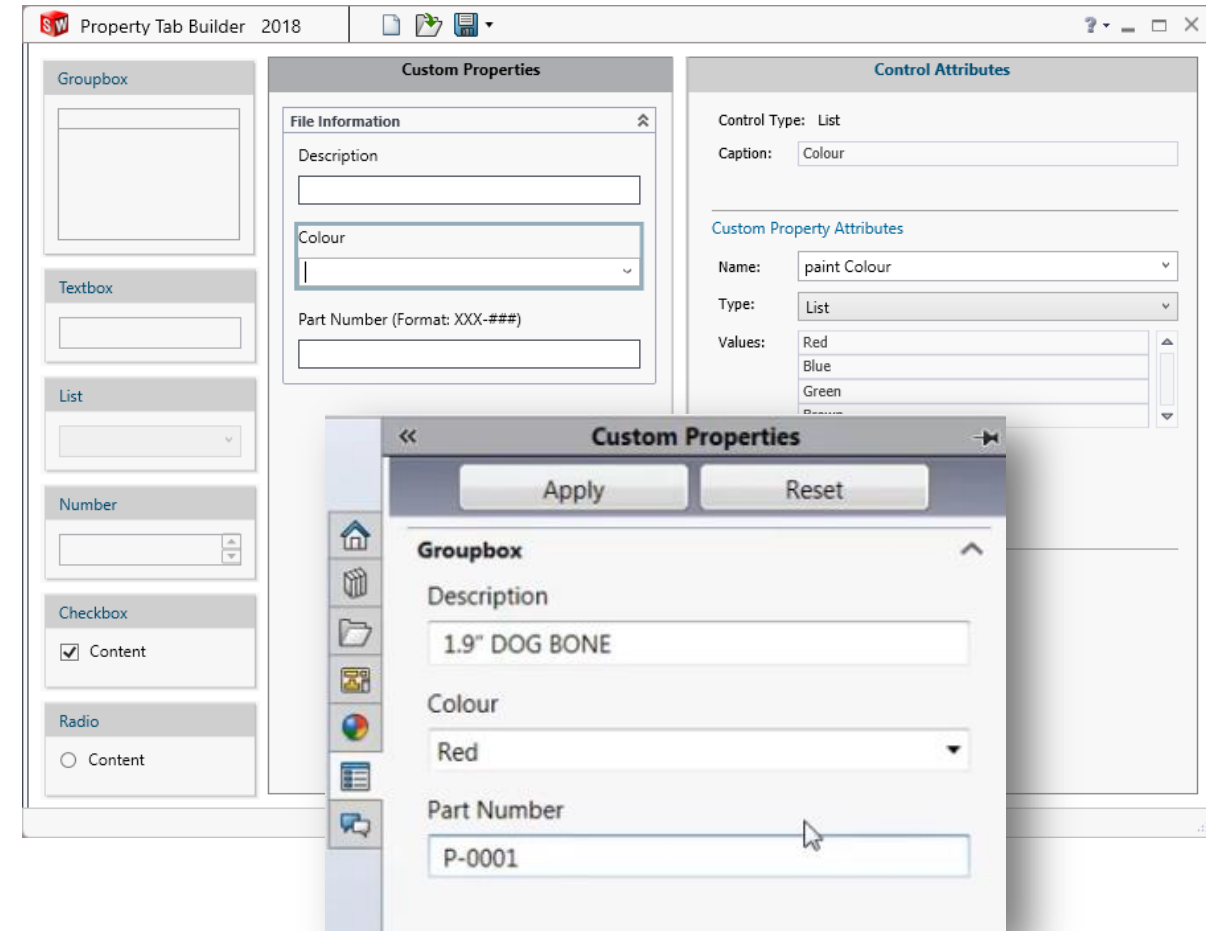 SW Property Tab Builder 2018
Groupbox
Textbox
List
Number
Checkbox
Content
Radio
Content
Custom Properties
File Information
Description
Colour
Part Number (Format: XXX-###)
Control Attributes
Control Type: List
Caption: Colour
Custom Property Attributes
Name: paint Colour
Type: List
Values: Red
Blue
Green
Custom Properties
Apply Reset
Groupbox
Description
1.9" DOG BONE
Colour
Red
Part Number
P-0001